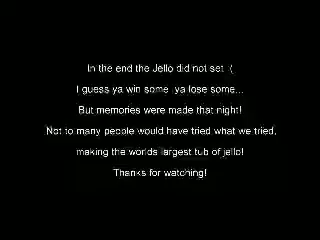 In the end the Jello did not set :(
I guess ya win some, ya lose some...
But memories were made that night!
Not to many people would have tried what we tried,
making the worlds largest tub of jello!
Thanks for watching!